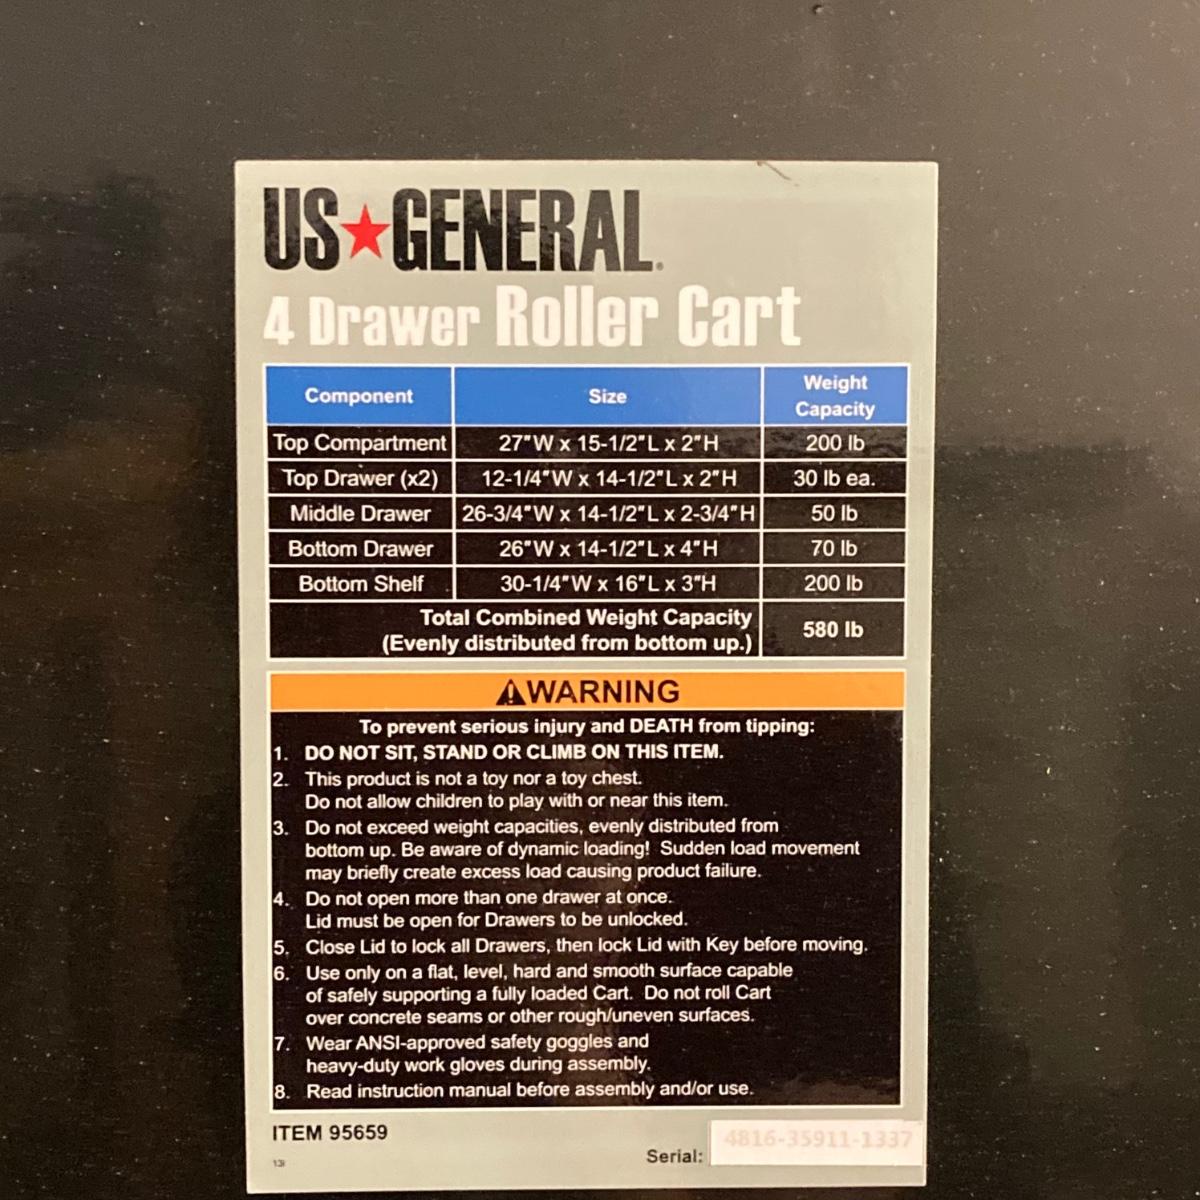 US★GENERAL®
4 Drawer Roller Cart
Component Size Weight Capacity
Top Compartment 27"W x 15-1/2"L x 2"H 200 lb
Top Drawer (x2) 12-1/4"W x 14-1/2"L x 2"H 30 lb ea.
Middle Drawer 26-3/4"W x 14-1/2"L x 2-3/4"H 50 lb
Bottom Drawer 26"W x 14-1/2"L x 4"H 70 lb
Bottom Shelf 30-1/4"W x 16"L x 3"H 200 lb
Total Combined Weight Capacity
(Evenly distributed from bottom up.) 580 lb
⚠WARNING
To prevent serious injury and DEATH from tipping:
1. DO NOT SIT, STAND OR CLIMB ON THIS ITEM.
2. This product is not a toy nor a toy chest.
Do not allow children to play with or near this item.
3. Do not exceed weight capacities, evenly distributed from
bottom up. Be aware of dynamic loading! Sudden load movement
may briefly create excess load causing product failure.
4. Do not open more than one drawer at once.
Lid must be open for Drawers to be unlocked.
5. Close Lid to lock all Drawers, then lock Lid with Key before moving.
6. Use only on a flat, level, hard and smooth surface capable
of safely supporting a fully loaded Cart. Do not roll Cart
over concrete seams or other rough/uneven surfaces.
7. Wear ANSI-approved safety goggles and
heavy-duty work gloves during assembly.
8. Read instruction manual before assembly and/or use.
ITEM 95659
Serial: 4816-35911-1337